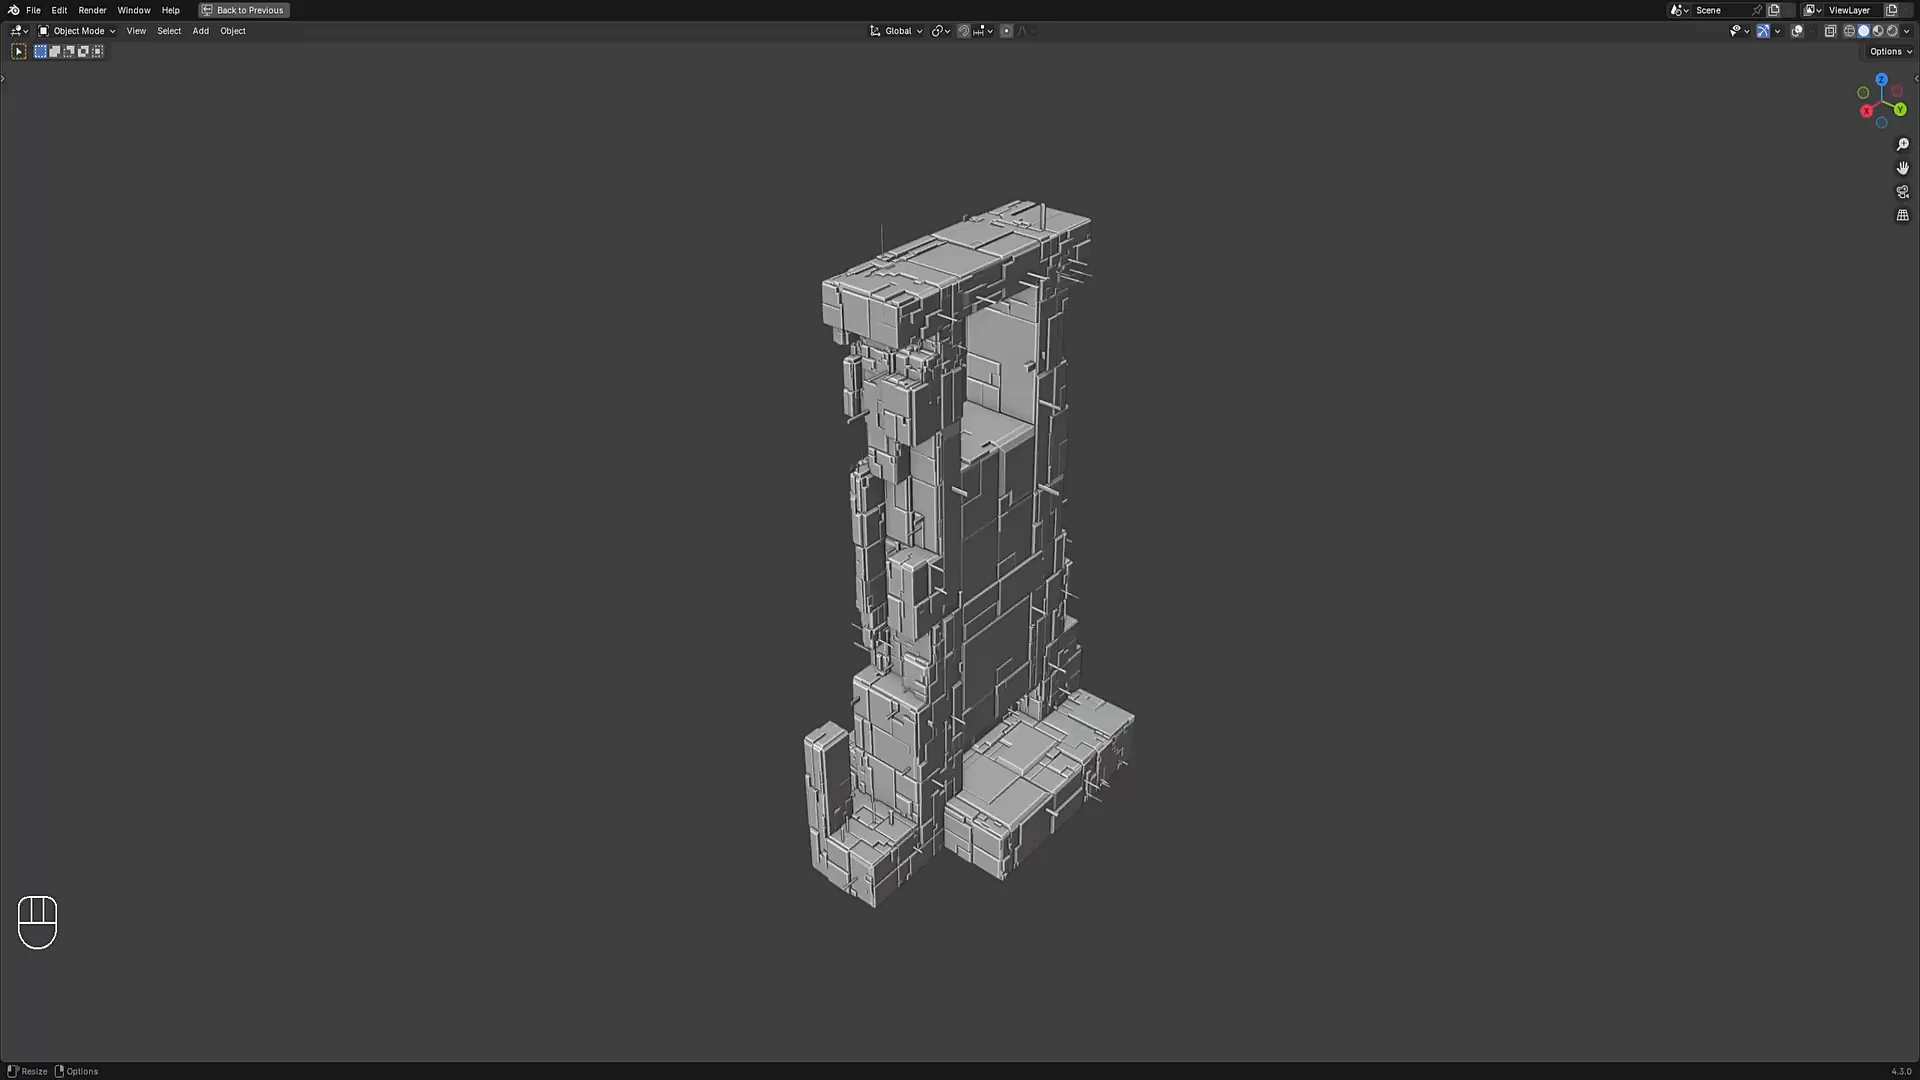 File Edit Render Window Help Back to Previous Scene ViewLayer
Object Mode View Select Add Object Global
Options
Z
Y
X
Resize Options 4.3.0